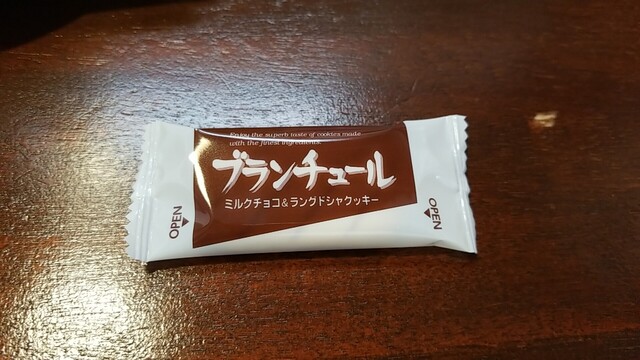 Enjoy the superb taste of cookies made
with the finest ingredients.
ブランチュール
ミルクチョコ&ラングドシャクッキー
OPEN
OPEN